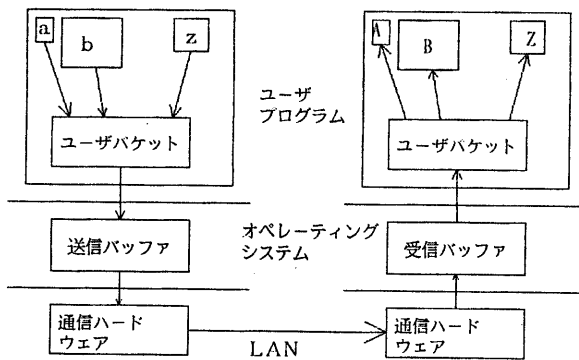 a
b
z
A
B
Z
ユーザ
プログラム
ユーザパケット
ユーザパケット
送信バッファ
オペレーティング
システム
受信バッファ
通信ハード
ウェア
LAN
通信ハード
ウェア